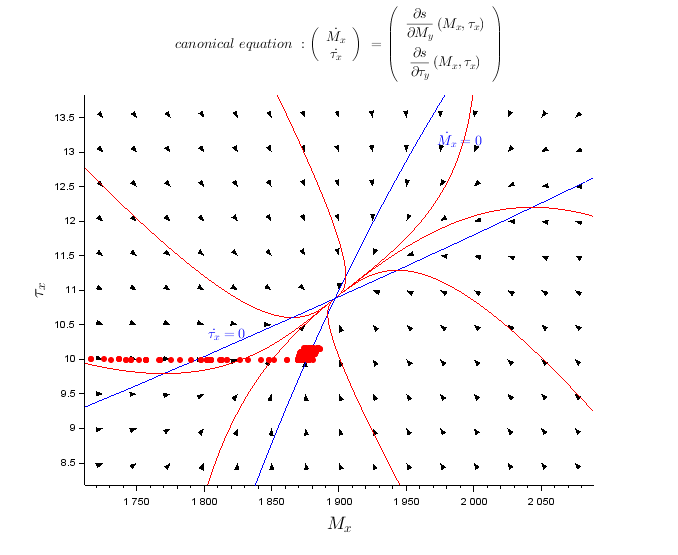 canonical equation : ( Ṁ_x τ̇_x ) = ( ∂s/∂M_y (M_x, τ_x) ∂s/∂τ_y (M_x, τ_x) )
13.5
Ṁ_x = 0
13
12.5
12
11.5
τ_x
11
10.5
τ̇_x = 0
10
9.5
9
8.5
1 750 1 800 1 850 1 900 1 950 2 000 2 050
M_x